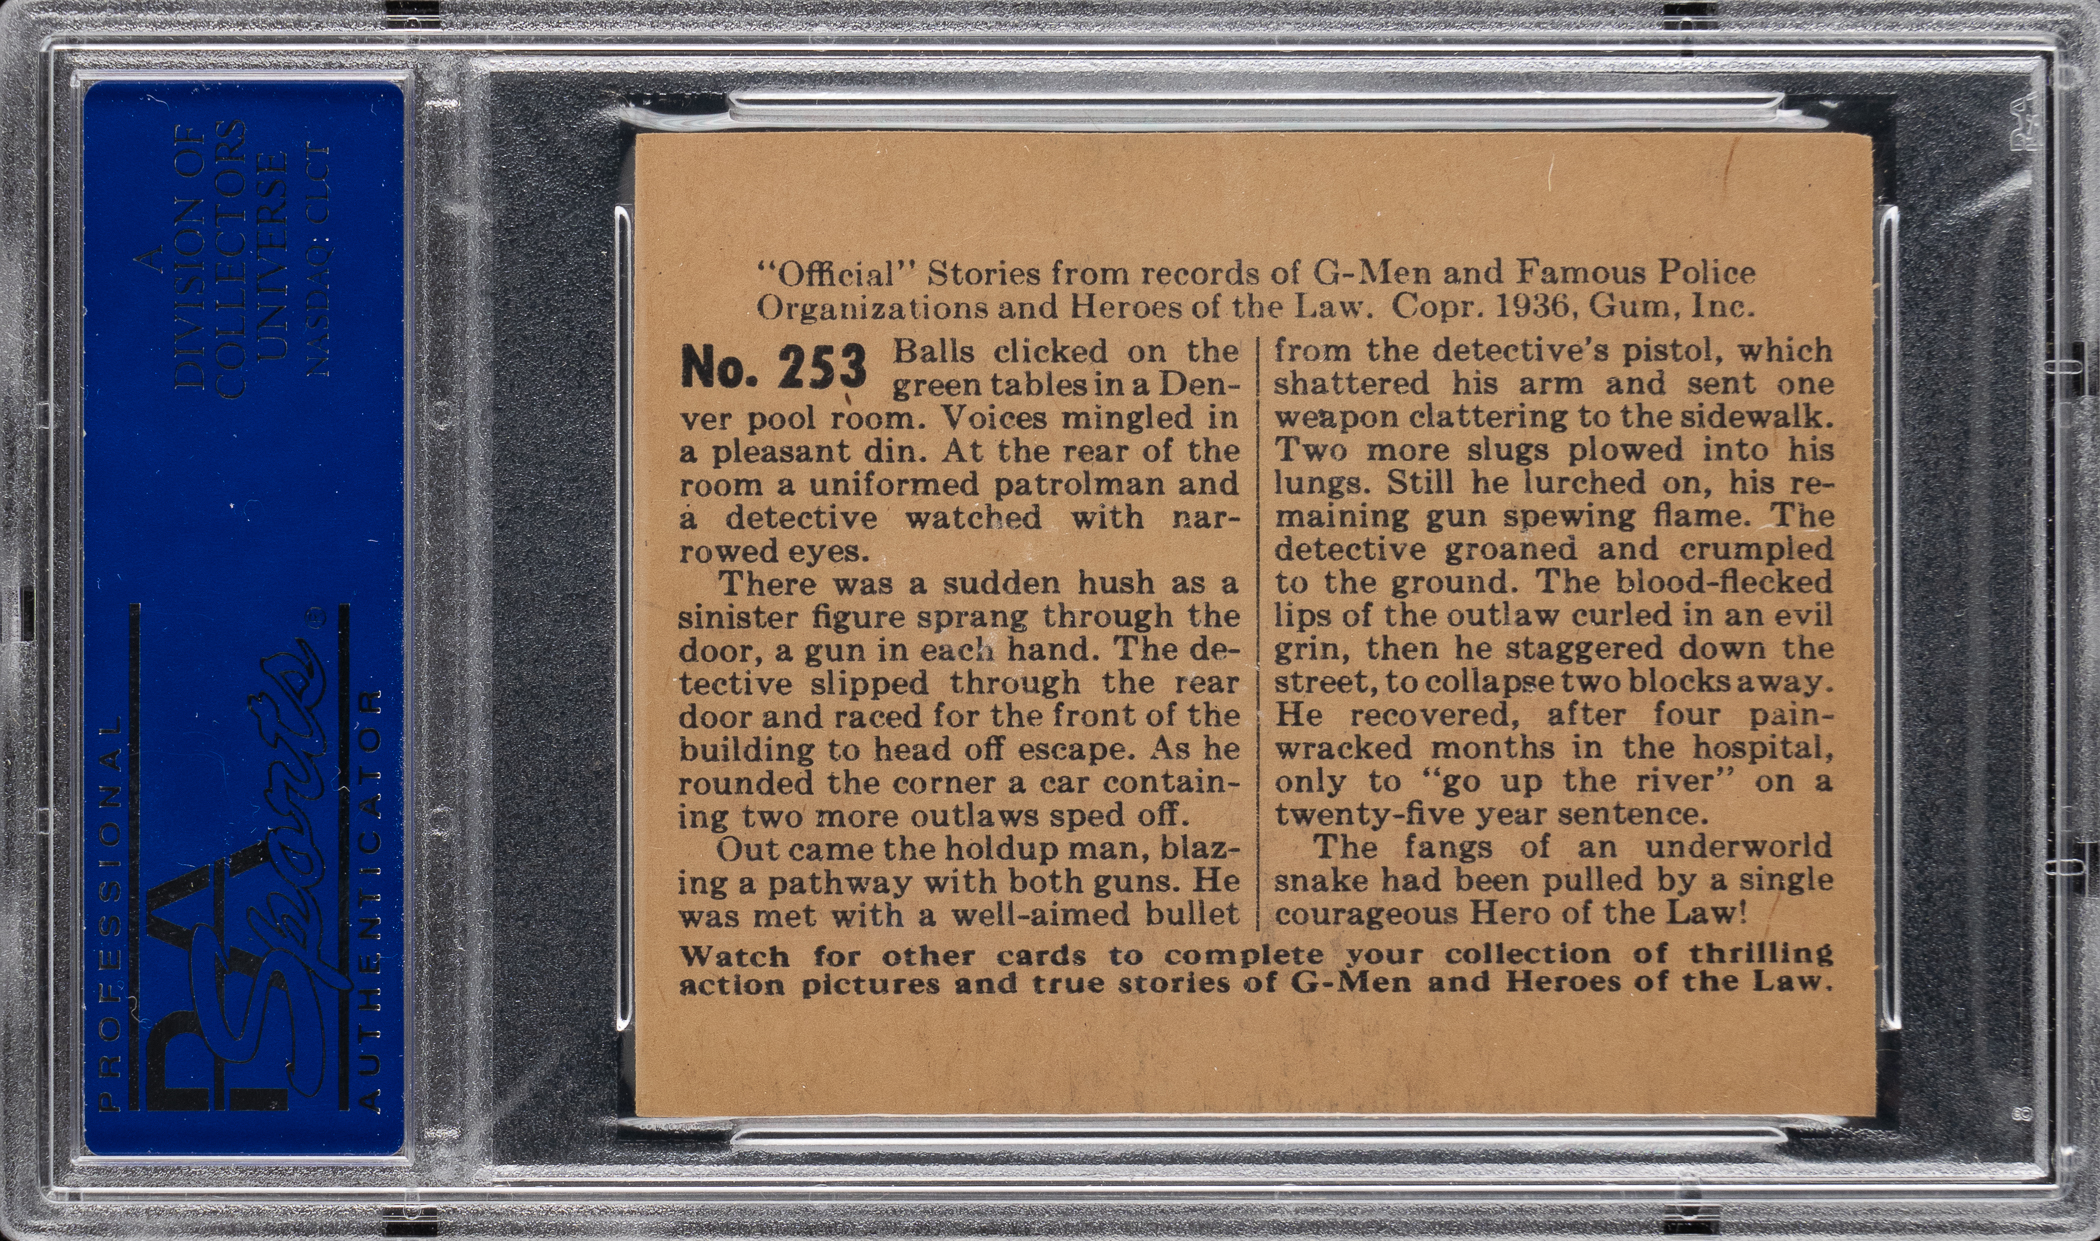 A
DIVISION OF
COLLECTORS
UNIVERSE
NASDAQ: CLCT
PROFESSIONAL
PSA
Sports®
AUTHENTICATOR
"Official" Stories from records of G-Men and Famous Police
Organizations and Heroes of the Law. Copr. 1936, Gum, Inc.
No. 253 Balls clicked on the
green tables in a Den-
ver pool room. Voices mingled in
a pleasant din. At the rear of the
room a uniformed patrolman and
a detective watched with nar-
rowed eyes.
There was a sudden hush as a
sinister figure sprang through the
door, a gun in each hand. The de-
tective slipped through the rear
door and raced for the front of the
building to head off escape. As he
rounded the corner a car contain-
ing two more outlaws sped off.
Out came the holdup man, blaz-
ing a pathway with both guns. He
was met with a well-aimed bullet
from the detective's pistol, which
shattered his arm and sent one
weapon clattering to the sidewalk.
Two more slugs plowed into his
lungs. Still he lurched on, his re-
maining gun spewing flame. The
detective groaned and crumpled
to the ground. The blood-flecked
lips of the outlaw curled in an evil
grin, then he staggered down the
street, to collapse two blocks away.
He recovered, after four pain-
wracked months in the hospital,
only to "go up the river" on a
twenty-five year sentence.
The fangs of an underworld
snake had been pulled by a single
courageous Hero of the Law!
Watch for other cards to complete your collection of thrilling
action pictures and true stories of G-Men and Heroes of the Law.
PSA